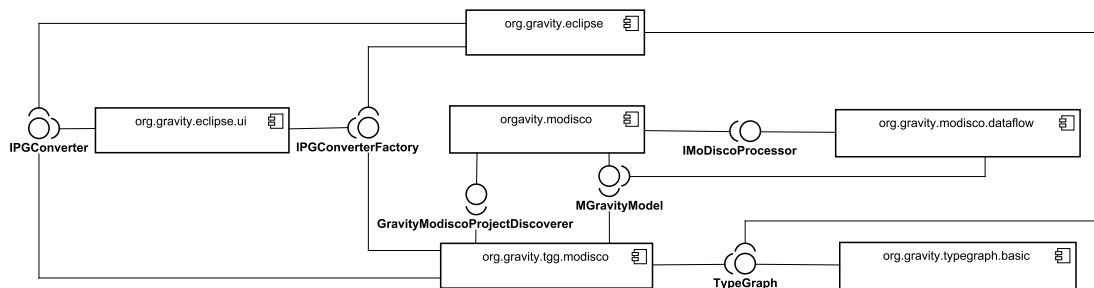 org.gravity.eclipse
org.gravity.eclipse.ui
orgavity.modisco
org.gravity.modisco.dataflow
IPGConverter
IPGConverterFactory
IMoDiscoProcessor
MGravityModel
GravityModiscoProjectDiscoverer
org.gravity.tgg.modisco
org.gravity.typegraph.basic
TypeGraph